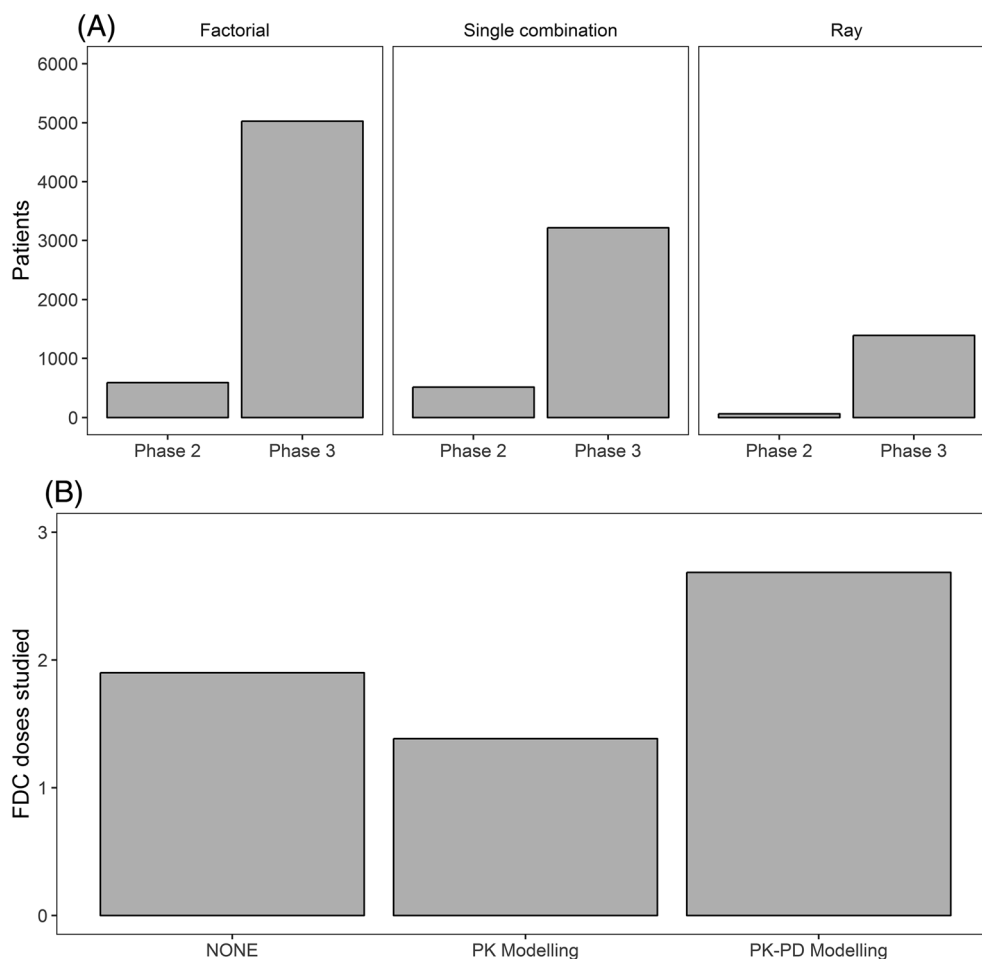 (A)
Factorial Single combination Ray
Patients
6000
5000
4000
3000
2000
1000
0
Phase 2 Phase 3 Phase 2 Phase 3 Phase 2 Phase 3
(B)
FDC doses studied
3
2
1
0
NONE PK Modelling PK-PD Modelling